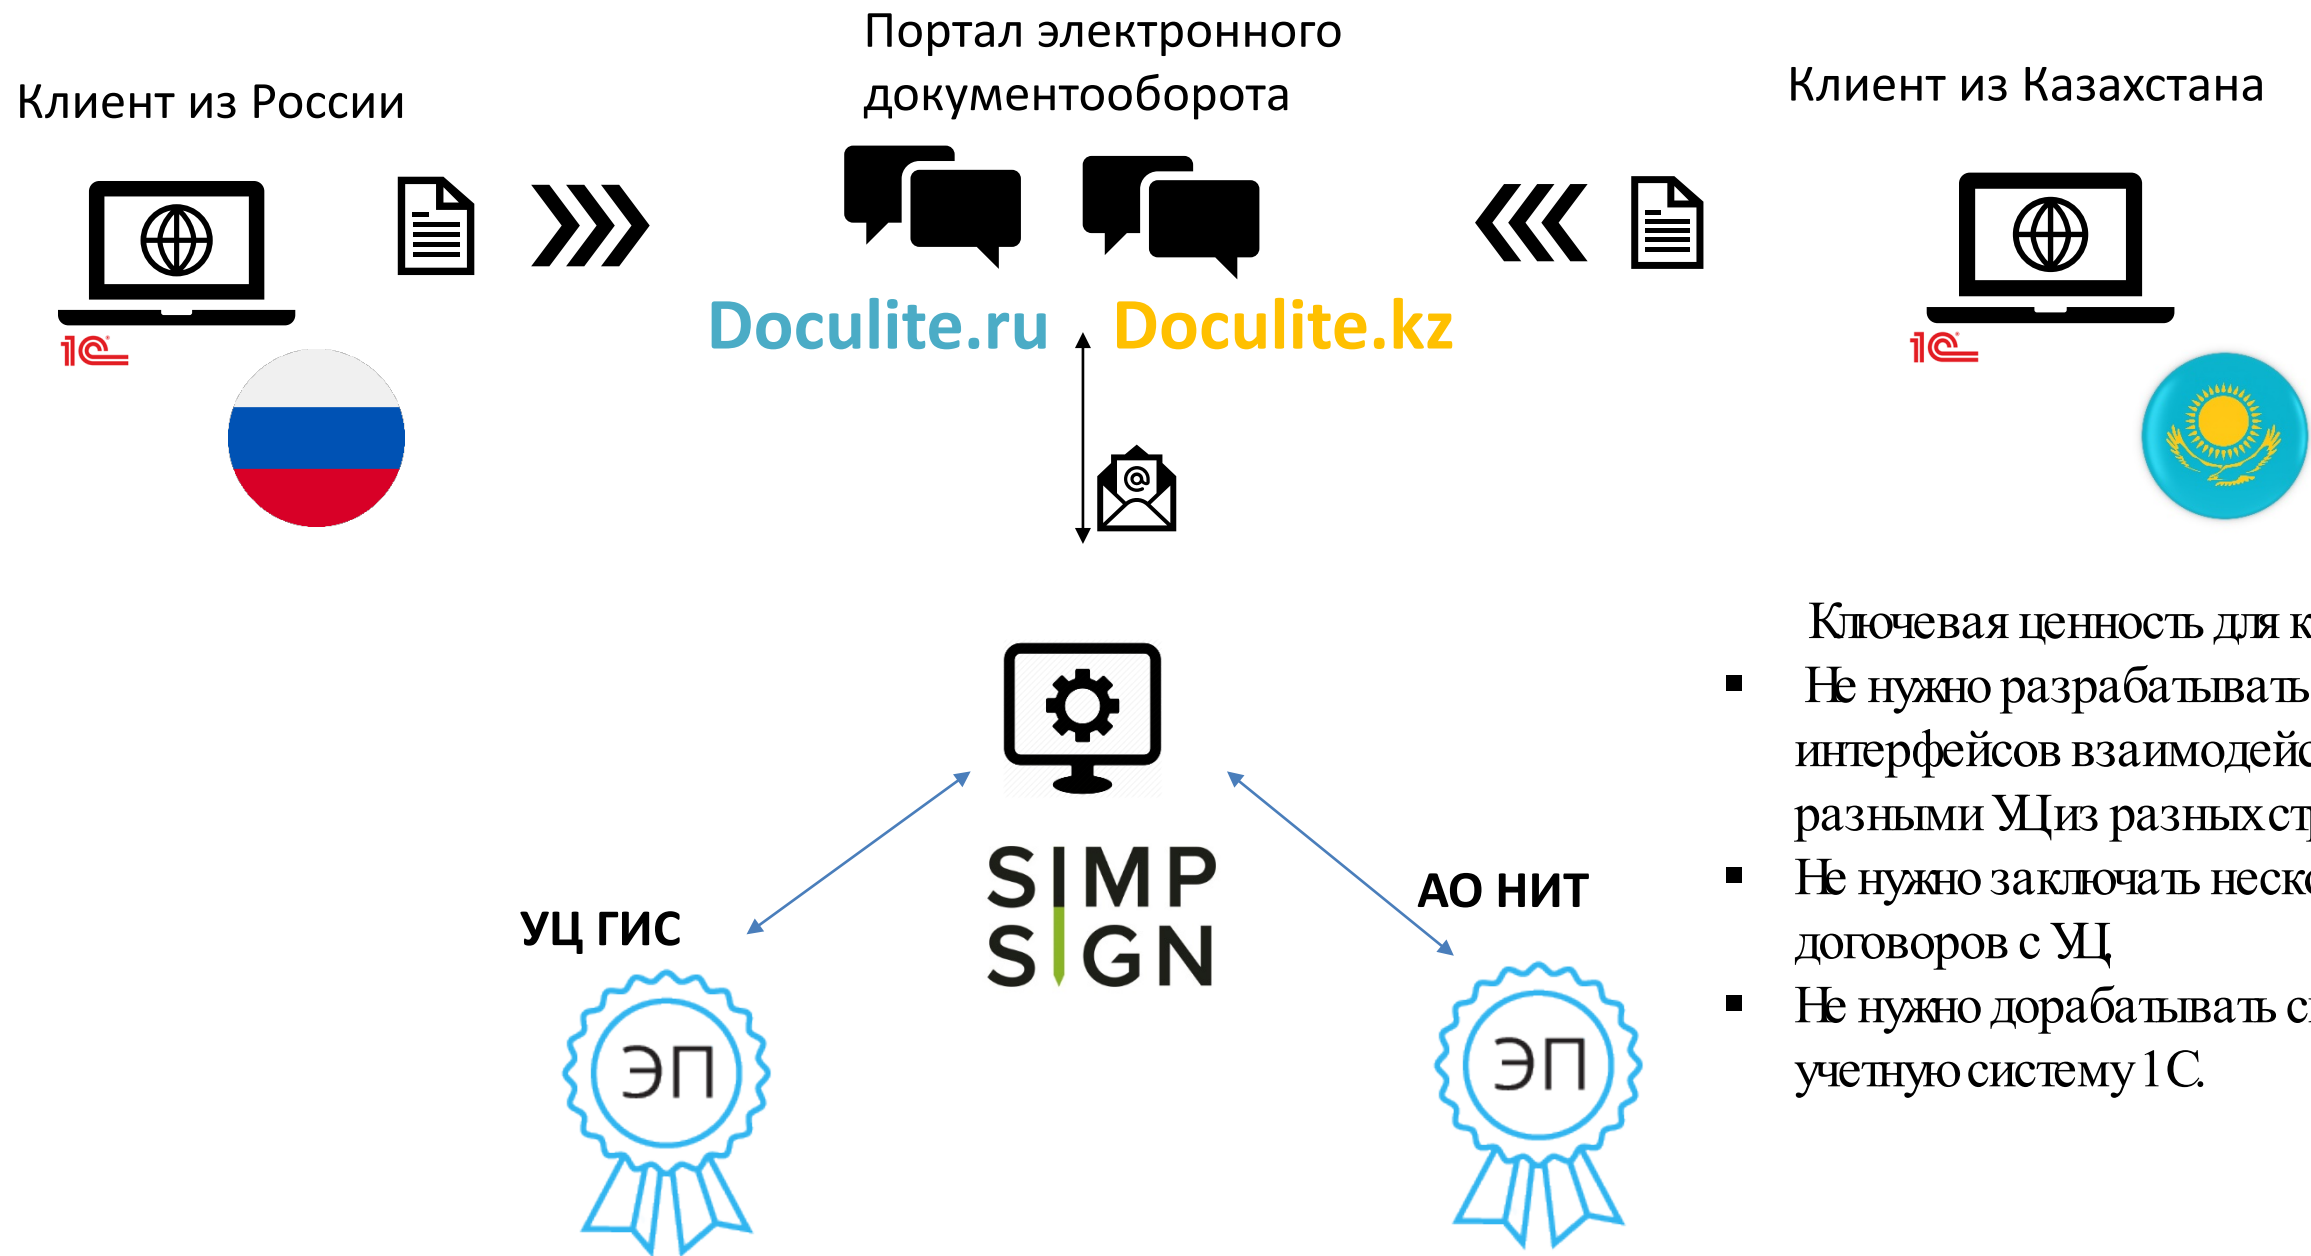 Портал электронного
документооборота
Клиент из России
Клиент из Казахстана
Doculite.ru
Doculite.kz
1С
1С
@
Ключевая ценность для к
Не нужно разрабатывать
интерфейсов взаимодейс
разными УЦ из разных ст
Не нужно заключать неско
договоров с УЦ.
Не нужно дорабатывать с
учетную систему 1С.
SIMP
SIGN
УЦ ГИС
АО НИТ
ЭП
ЭП